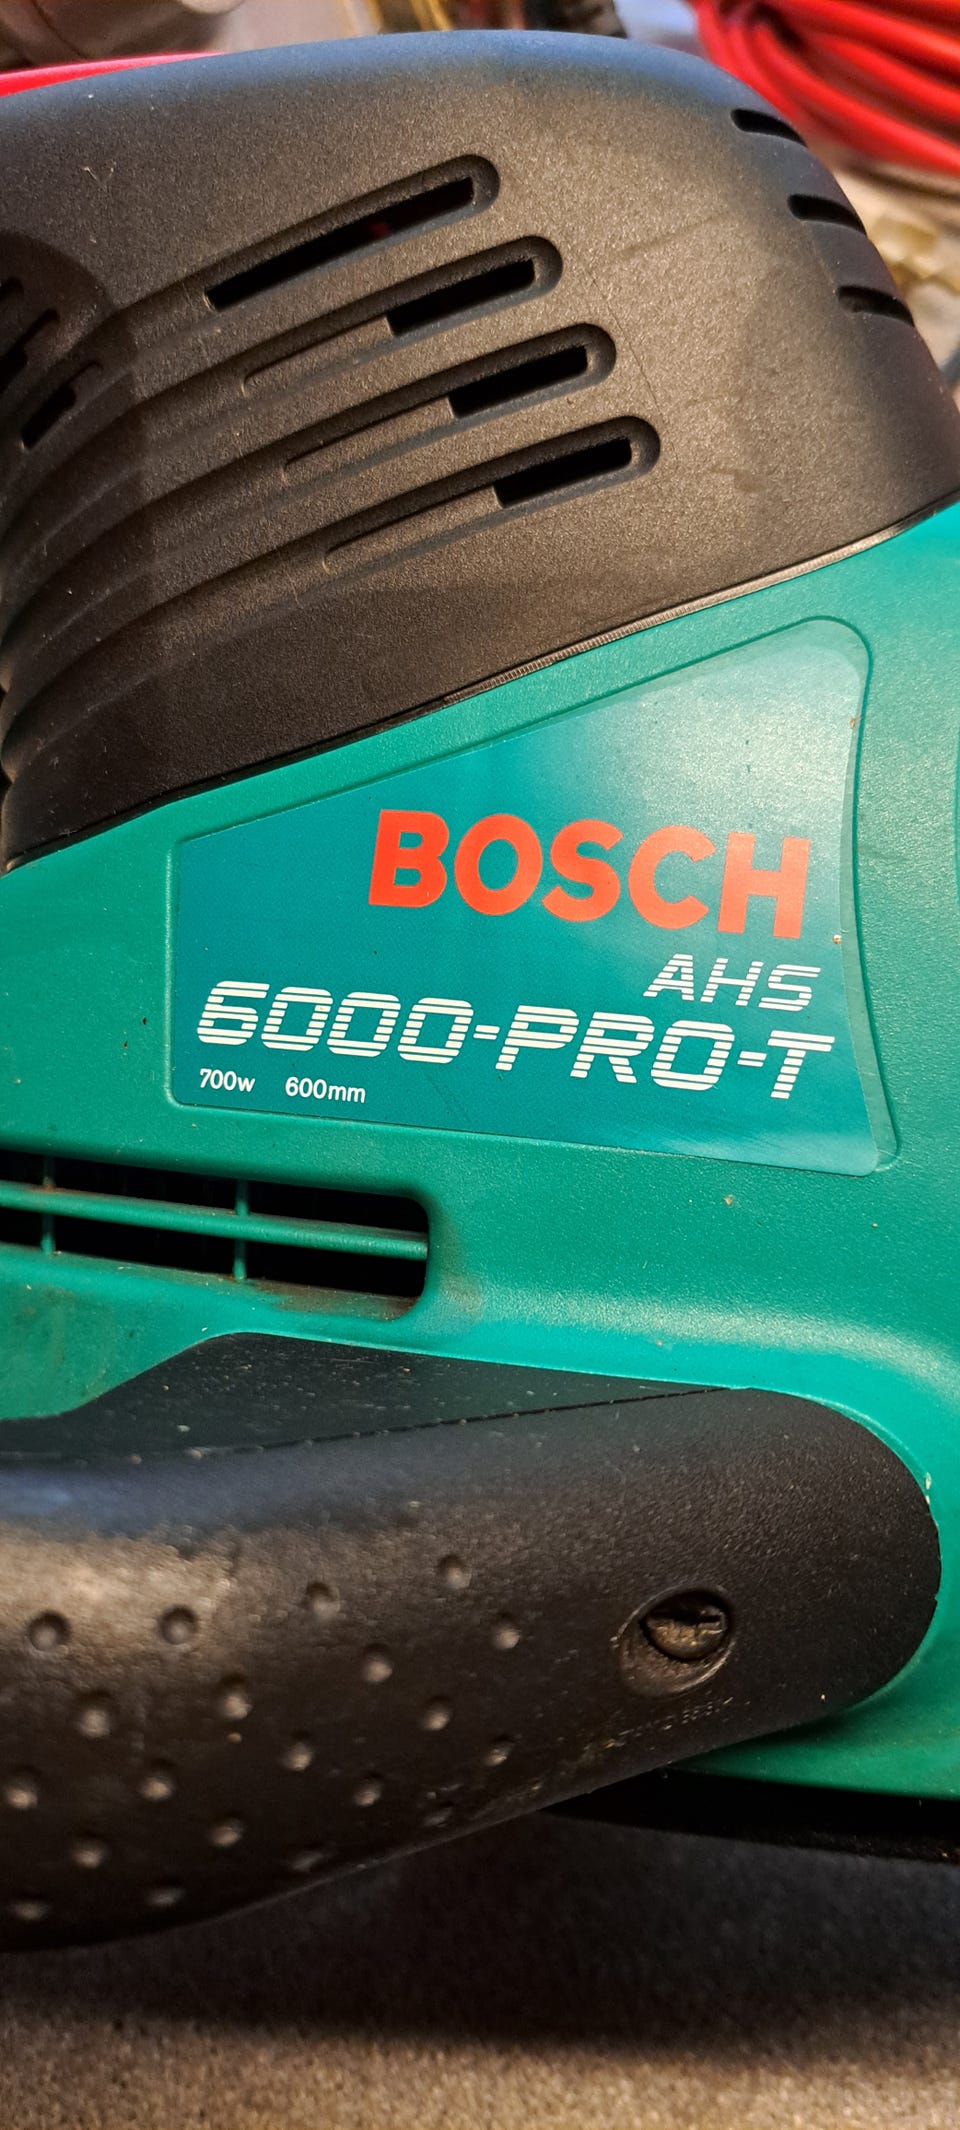 BOSCH
AHS
6000-PRO-T
700w 600mm